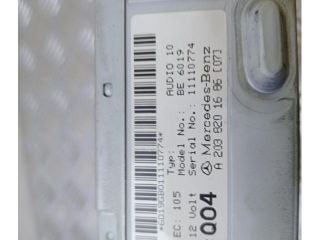 *6019GB011110774*
Typ: AUDIO 10
EC: 105 Model No.: BE 6019
12 Volt Serial No.: 11110774
Mercedes-Benz
Q04 A 203 820 16 86 [07]